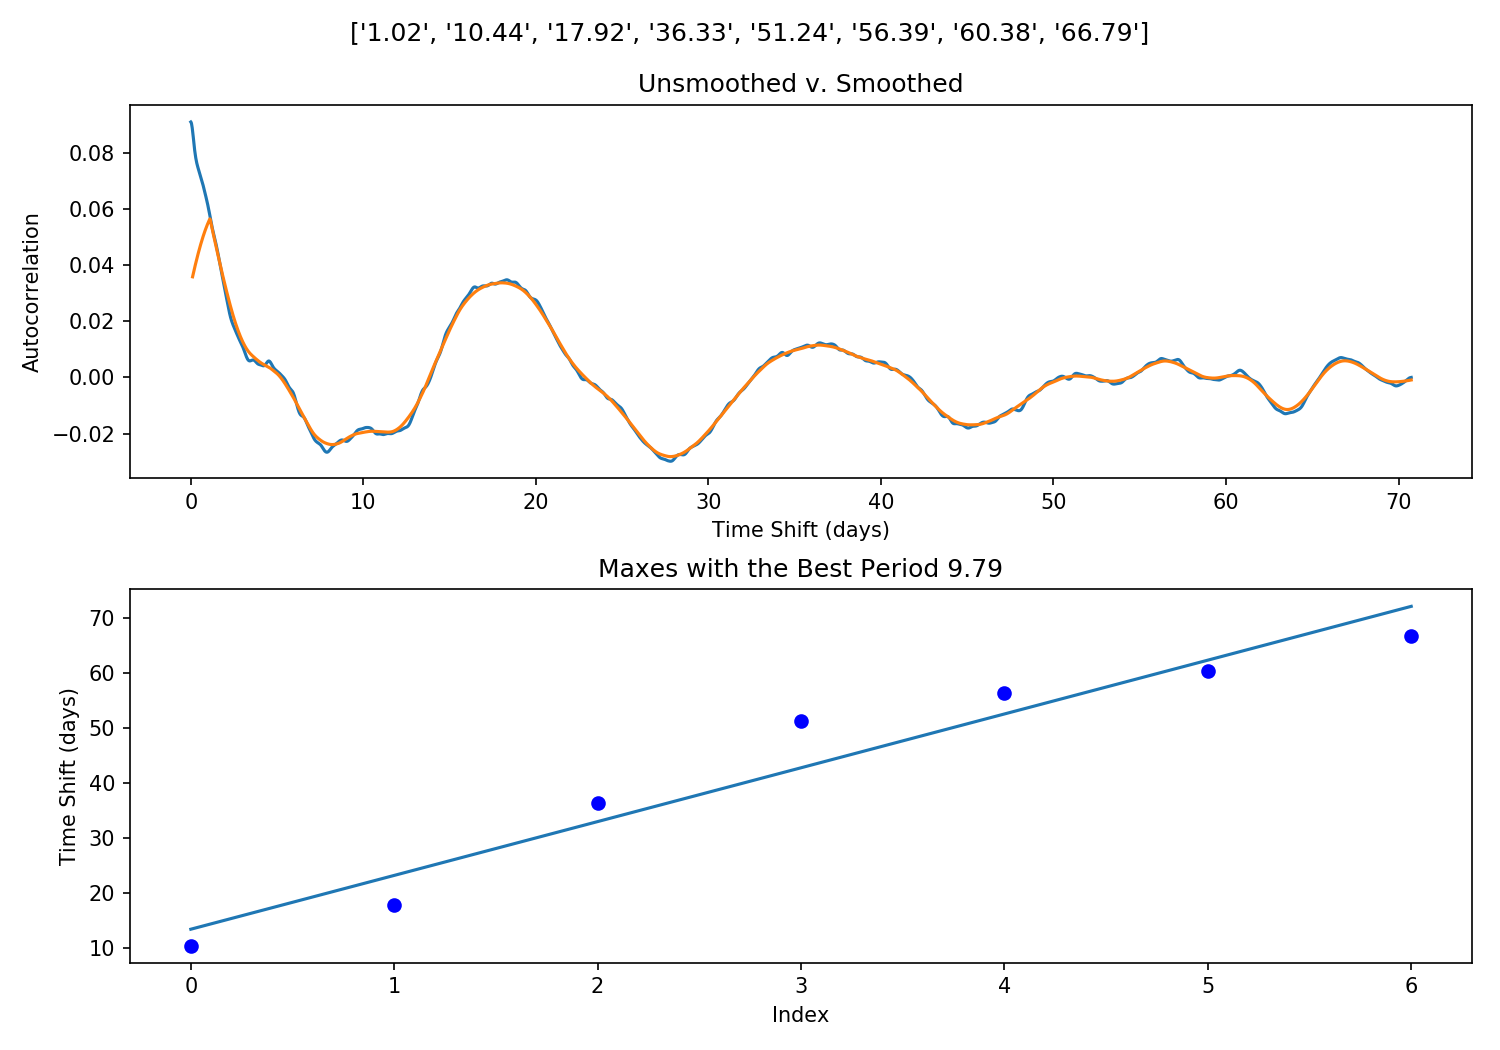 ['1.02', '10.44', '17.92', '36.33', '51.24', '56.39', '60.38', '66.79']
Unsmoothed v. Smoothed
Autocorrelation
0.08
0.06
0.04
0.02
0.00
−0.02
0 10 20 30 40 50 60 70
Time Shift (days)
Maxes with the Best Period 9.79
Time Shift (days)
70
60
50
40
30
20
10
0 1 2 3 4 5 6
Index